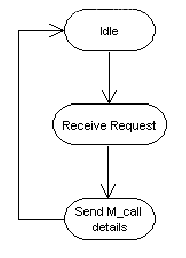 Idle
Receive Request
Send M_call
details